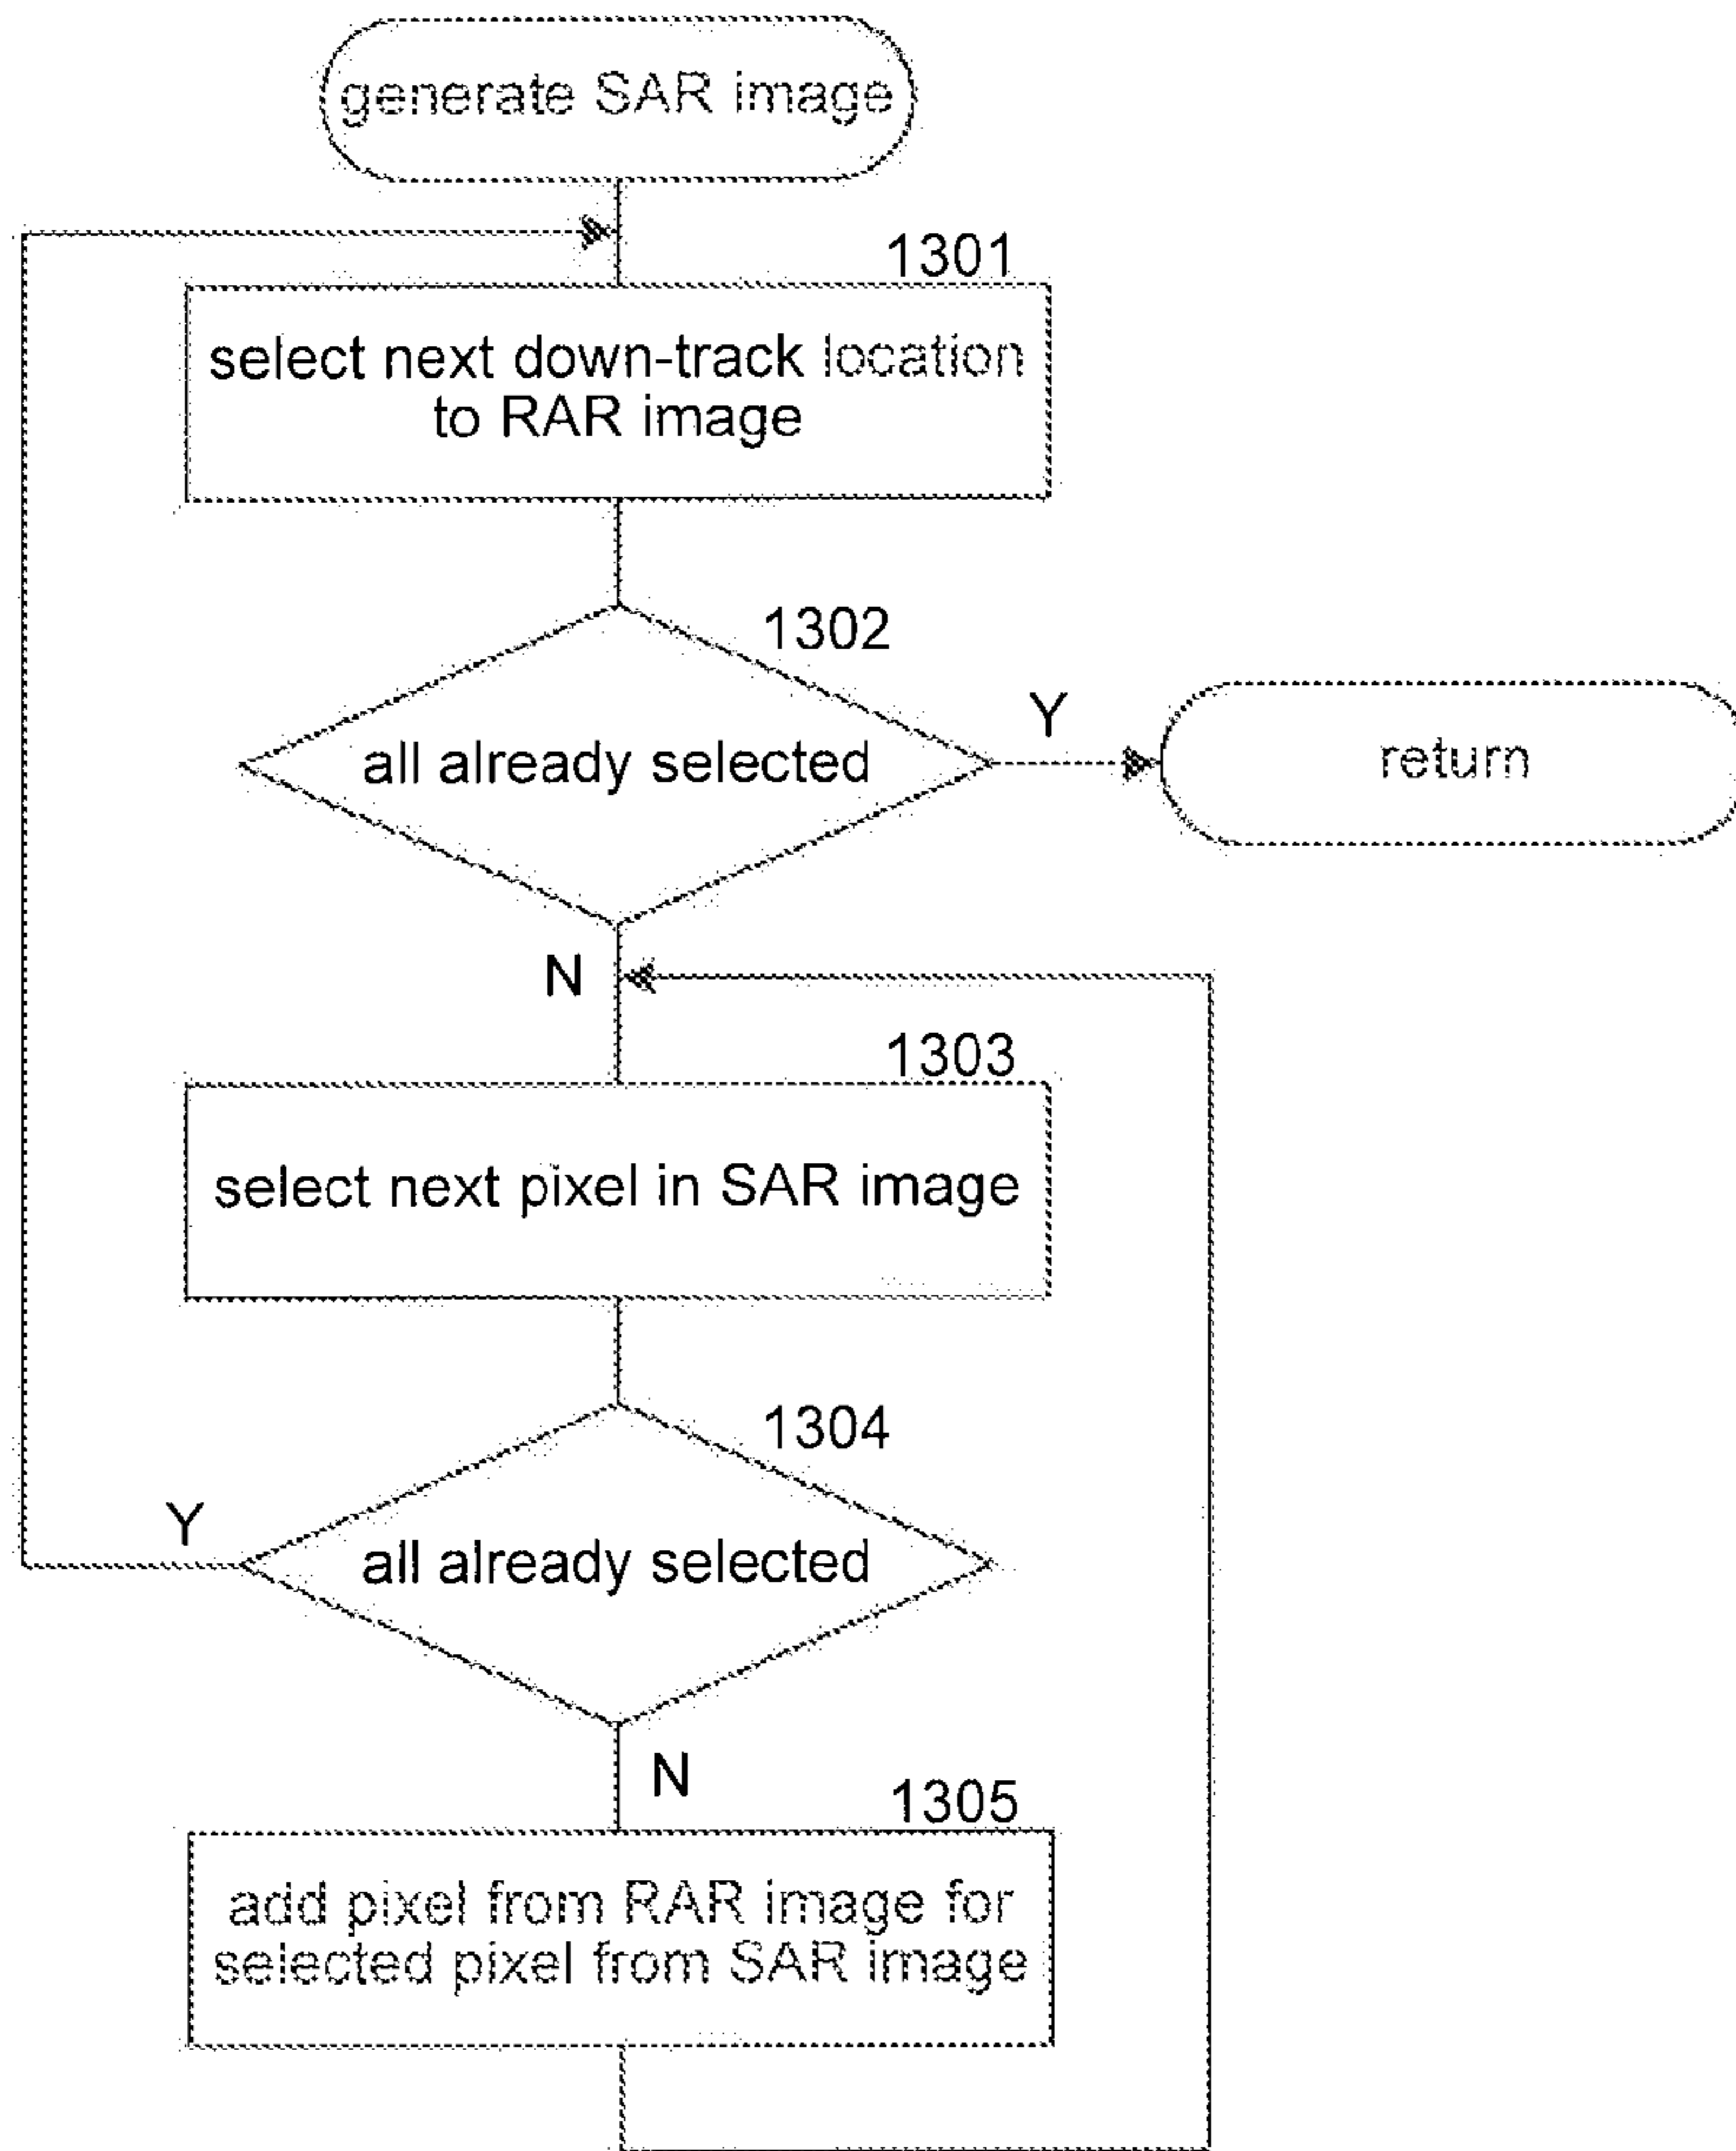 generate SAR image
1301
select next down-track location
to RAR image
1302
all already selected
Y
return
N
1303
select next pixel in SAR image
1304
all already selected
Y
N
1305
add pixel from RAR image for
selected pixel from SAR image